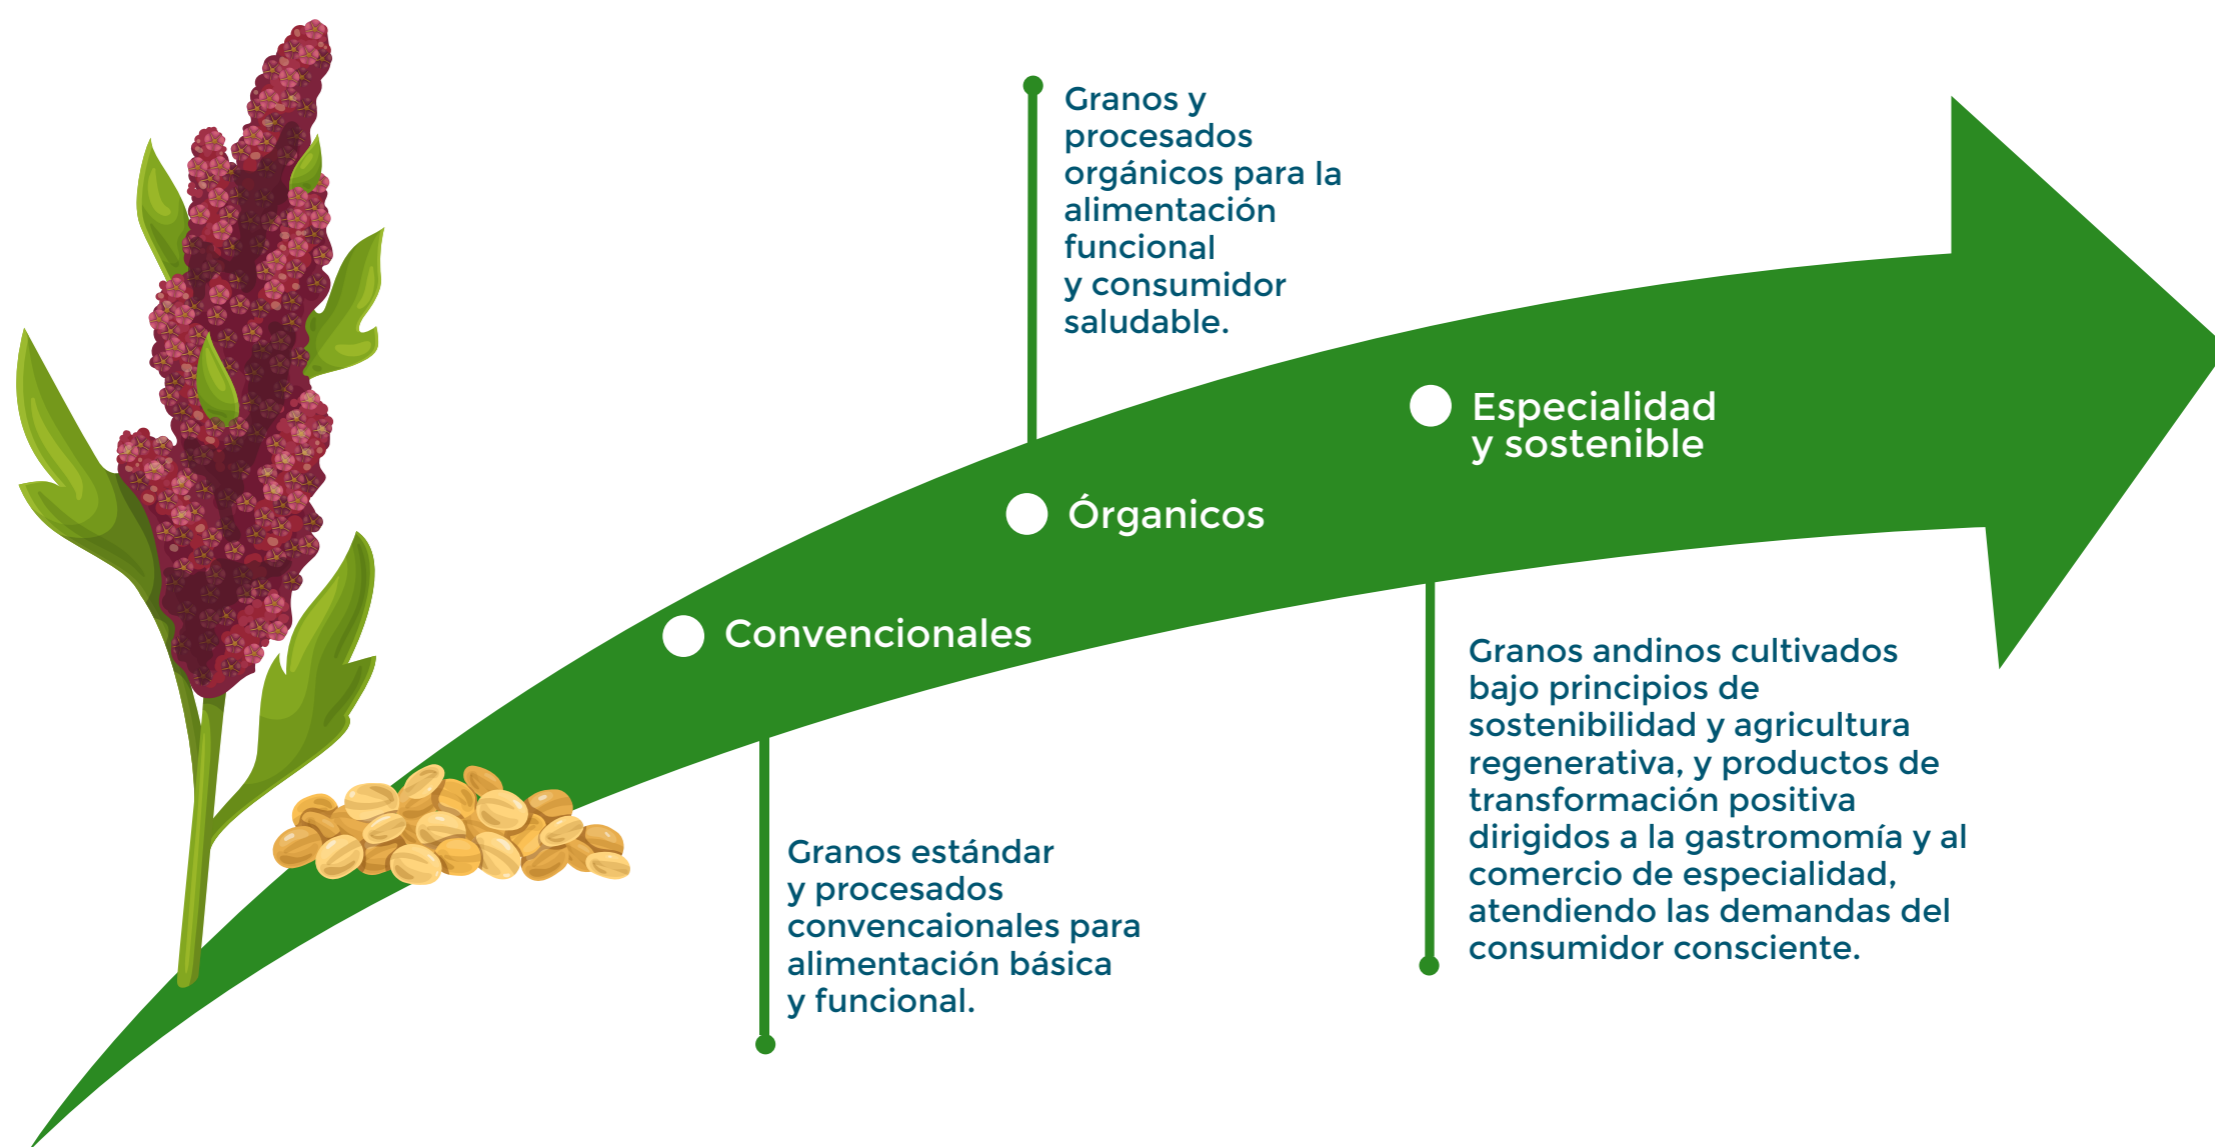 Granos y
procesados
orgánicos para la
alimentación
funcional
y consumidor
saludable.
Especialidad
y sostenible
Órganicos
Convencionales
Granos estándar
y procesados
convencaionales para
alimentación básica
y funcional.
Granos andinos cultivados
bajo principios de
sostenibilidad y agricultura
regenerativa, y productos de
transformación positiva
dirigidos a la gastromomía y al
comercio de especialidad,
atendiendo las demandas del
consumidor consciente.